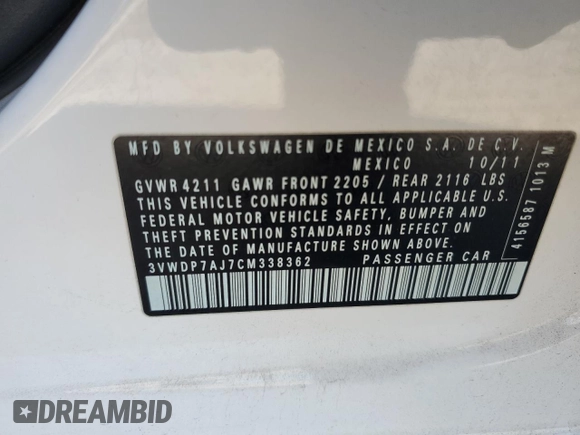 MFD BY VOLKSWAGEN DE MEXICO S.A. DE C.V.
MEXICO 10/11
GVWR 4211 GAWR FRONT 2205 / REAR 2116 LBS
THIS VEHICLE CONFORMS TO ALL APPLICABLE U.S.
FEDERAL MOTOR VEHICLE SAFETY, BUMPER AND
THEFT PREVENTION STANDARDS IN EFFECT ON
THE DATE OF MANUFACTURE SHOWN ABOVE.
3VWDP7AJ7CM338362 PASSENGER CAR
4156587 1013 M
DREAMBID